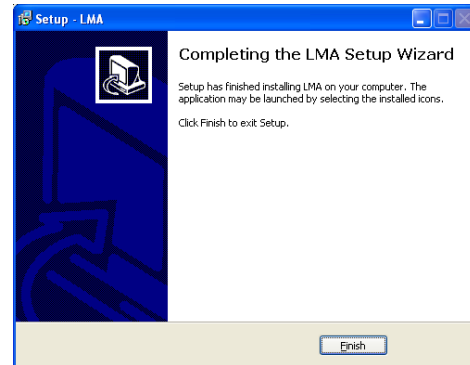 Setup - LMA
Completing the LMA Setup Wizard
Setup has finished installing LMA on your computer. The
application may be launched by selecting the installed icons.
Click Finish to exit Setup.
Finish